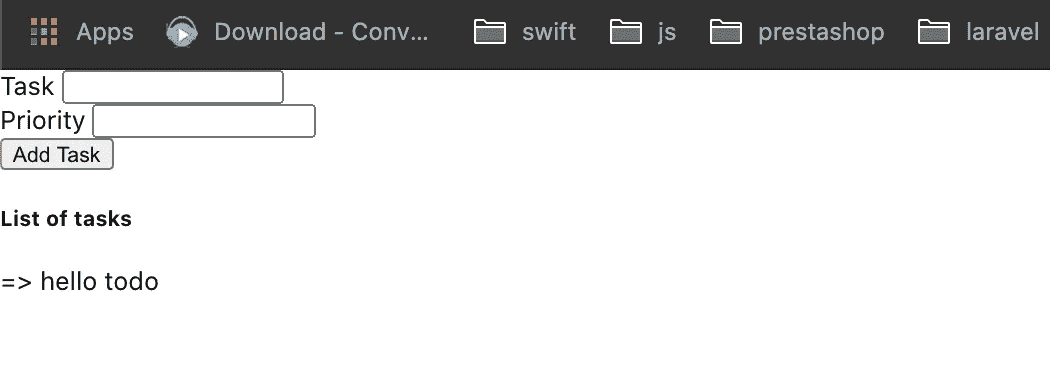 Apps Download - Conv... swift js prestashop laravel
Task
Priority
Add Task
List of tasks
=> hello todo